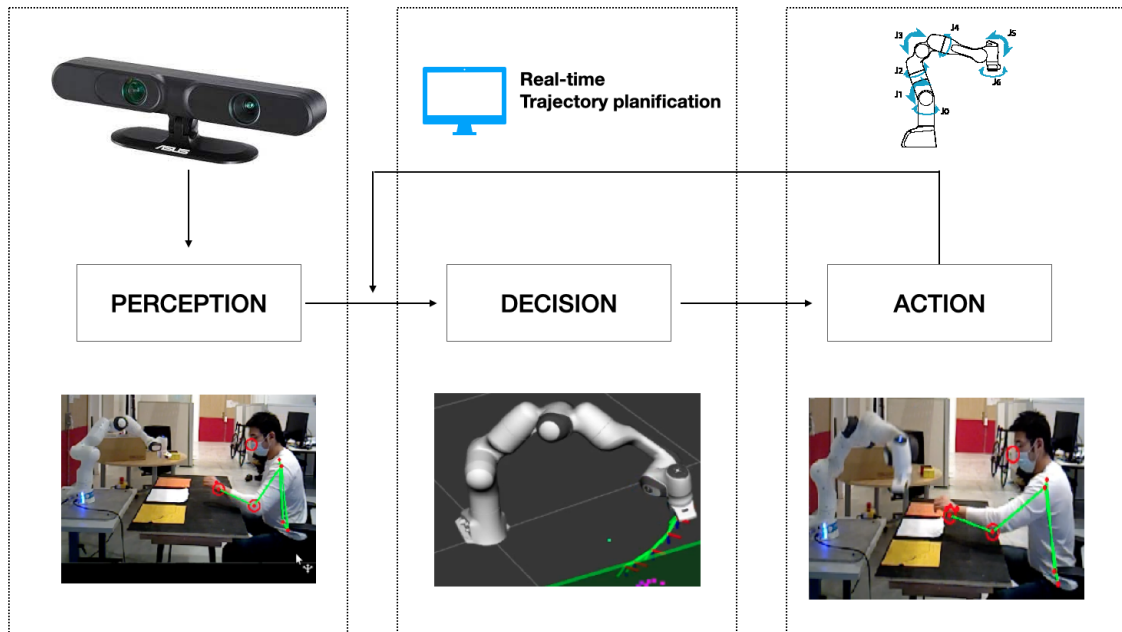 ASUS
Real-time
Trajectory planification
J3
J4
J5
J2
J6
J1
J0
PERCEPTION
DECISION
ACTION